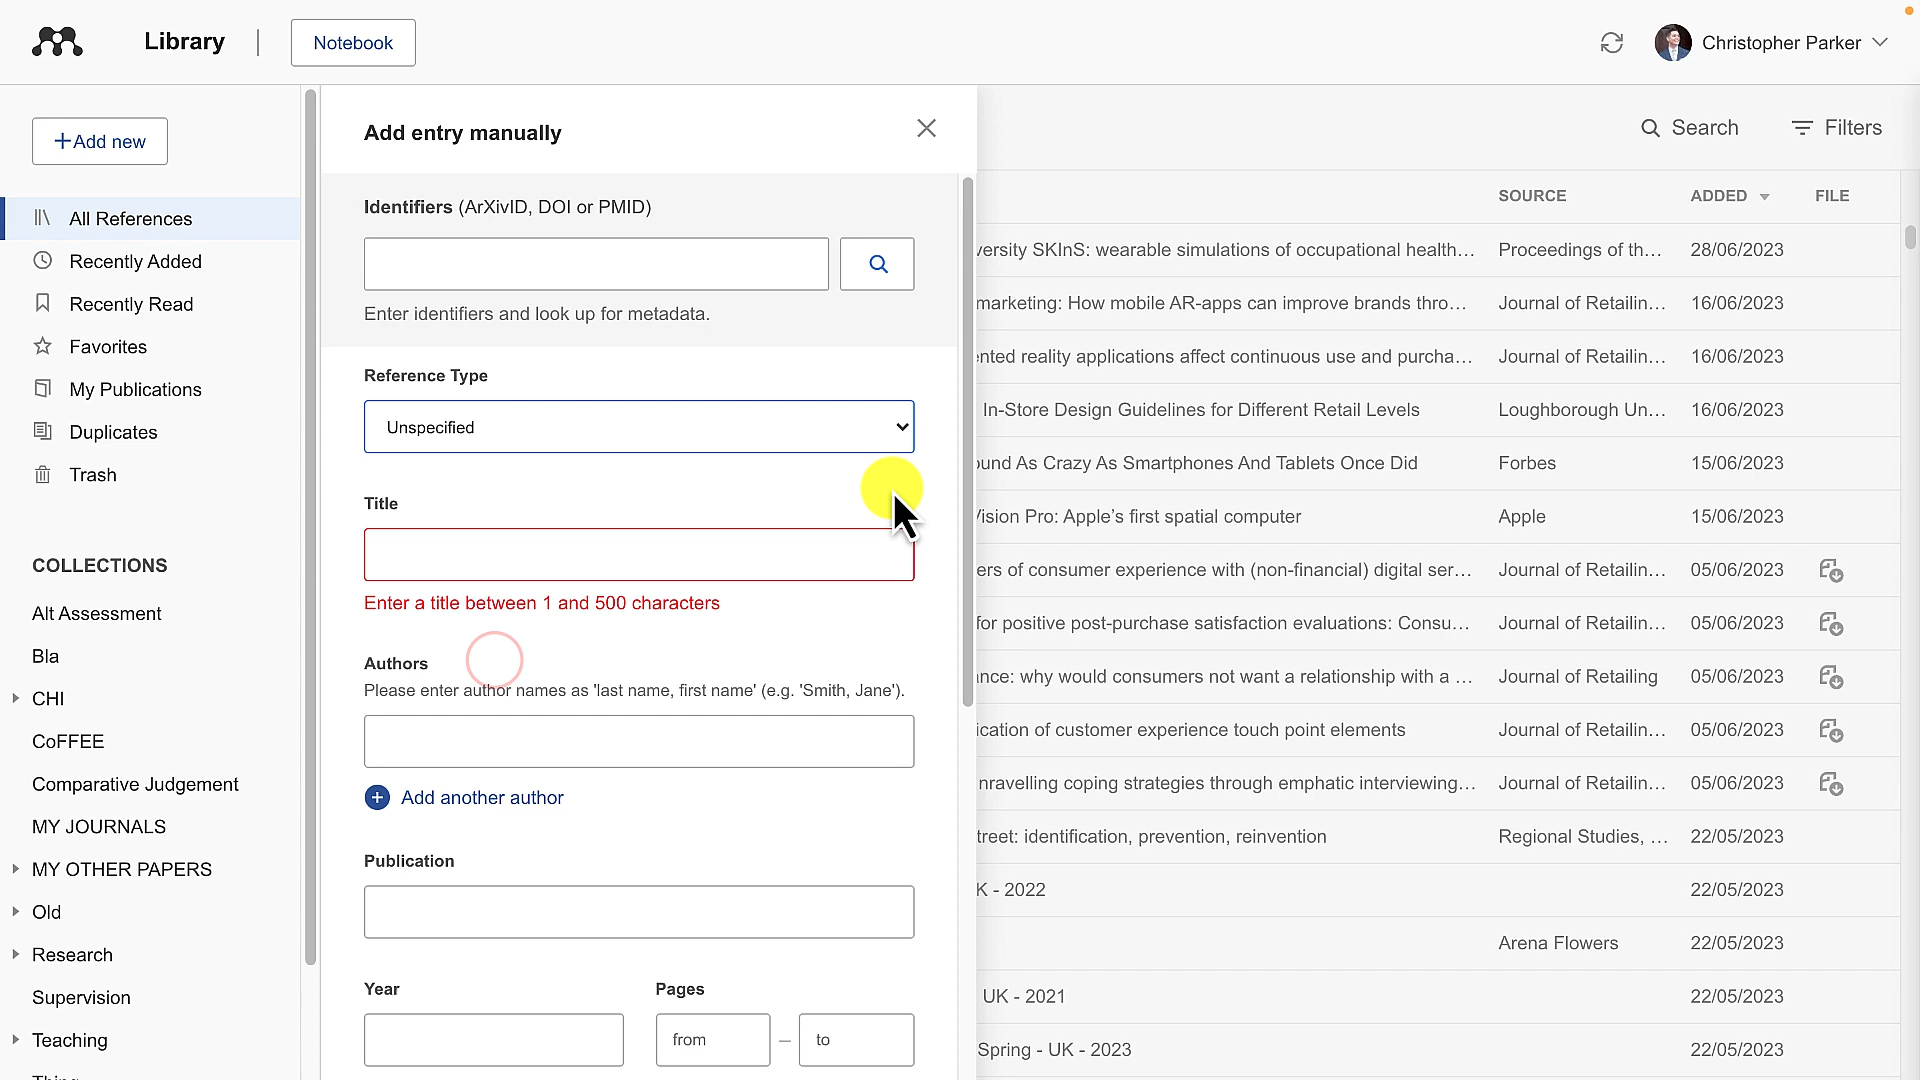 Library
Notebook
Christopher Parker
+Add new
All References
Recently Added
Recently Read
Favorites
My Publications
Duplicates
Trash
COLLECTIONS
Alt Assessment
Bla
CHI
CoFFEE
Comparative Judgement
MY JOURNALS
MY OTHER PAPERS
Old
Research
Supervision
Teaching
Add entry manually
Identifiers (ArXivID, DOI or PMID)
Enter identifiers and look up for metadata.
Reference Type
Unspecified
Title
Enter a title between 1 and 500 characters
Authors
Please enter author names as 'last name, first name' (e.g. 'Smith, Jane').
Add another author
Publication
Year Pages
from – to
Search Filters
SOURCE ADDED FILE
versity SKInS: wearable simulations of occupational health... Proceedings of th... 28/06/2023
marketing: How mobile AR-apps can improve brands thro... Journal of Retailin... 16/06/2023
nted reality applications affect continuous use and purcha... Journal of Retailin... 16/06/2023
In-Store Design Guidelines for Different Retail Levels Loughborough Un... 16/06/2023
und As Crazy As Smartphones And Tablets Once Did Forbes 15/06/2023
ision Pro: Apple’s first spatial computer Apple 15/06/2023
ers of consumer experience with (non-financial) digital ser... Journal of Retailin... 05/06/2023
for positive post-purchase satisfaction evaluations: Consu... Journal of Retailin... 05/06/2023
nce: why would consumers not want a relationship with a ... Journal of Retailing 05/06/2023
ication of customer experience touch point elements Journal of Retailin... 05/06/2023
nravelling coping strategies through emphatic interviewing... Journal of Retailin... 05/06/2023
treet: identification, prevention, reinvention Regional Studies, ... 22/05/2023
K - 2022 22/05/2023
Arena Flowers 22/05/2023
UK - 2021 22/05/2023
Spring - UK - 2023 22/05/2023